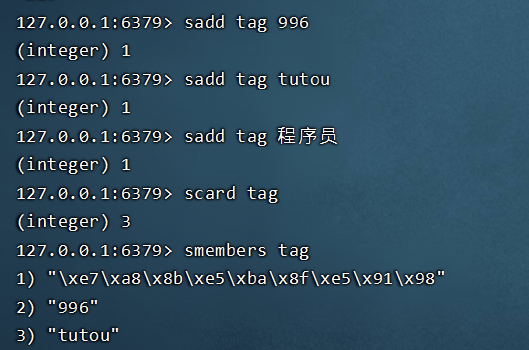 127.0.0.1:6379> sadd tag 996
(integer) 1
127.0.0.1:6379> sadd tag tutou
(integer) 1
127.0.0.1:6379> sadd tag 程序员
(integer) 1
127.0.0.1:6379> scard tag
(integer) 3
127.0.0.1:6379> smembers tag
1) "\xe7\xa8\x8b\xe5\xba\x8f\xe5\x91\x98"
2) "996"
3) "tutou"